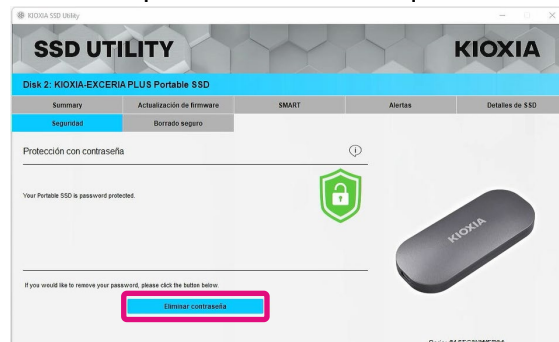 KIOXIA SSD Utility
SSD UTILITY
KIOXIA
Disk 2: KIOXIA-EXCERIA PLUS Portable SSD
Summary Actualización de firmware SMART Alertas Detalles de SSD
Seguridad Borrado seguro
Protección con contraseña
Your Portable SSD is password protected.
KIOXIA
If you would like to remove your password, please click the button below.
Eliminar contraseña